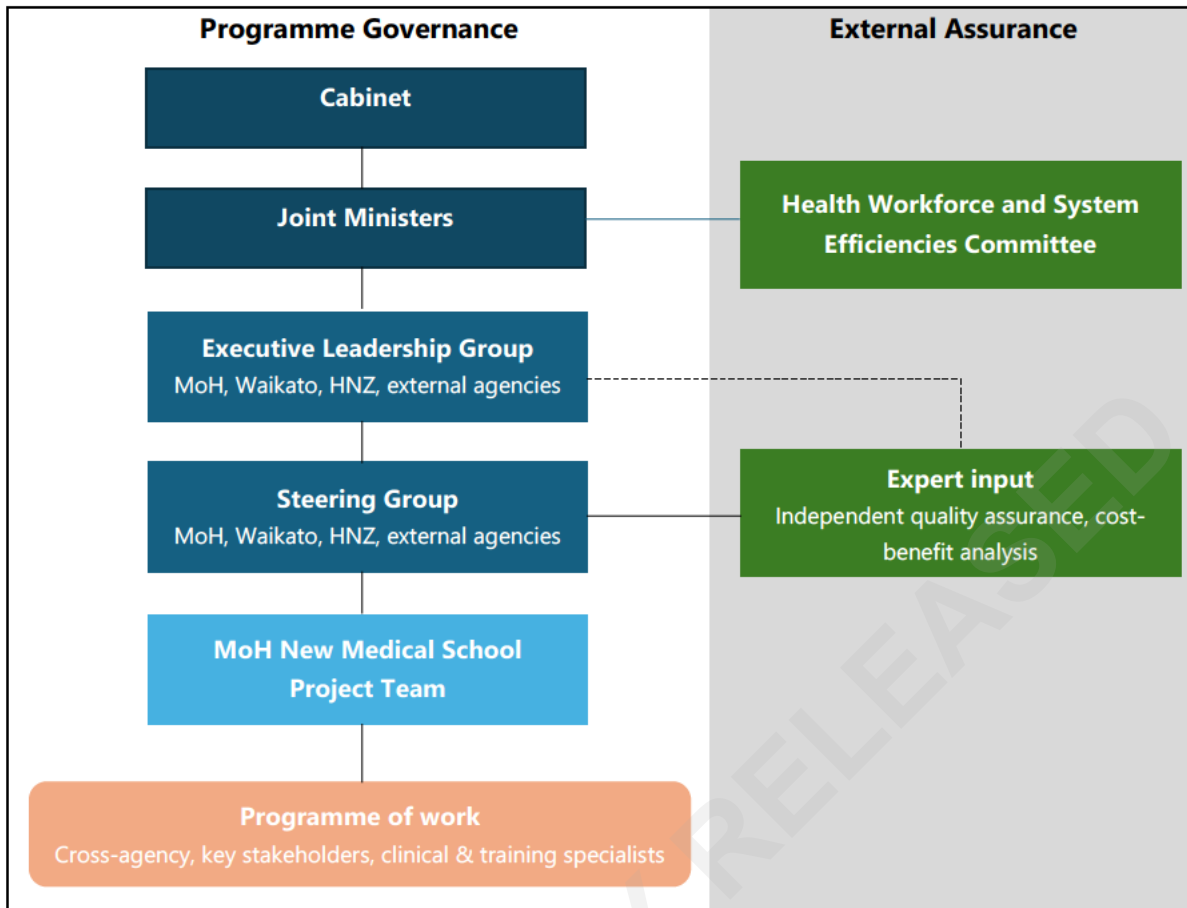 Programme Governance
External Assurance
Cabinet
Joint Ministers
Health Workforce and System
Efficiencies Committee
Executive Leadership Group
MoH, Waikato, HNZ, external agencies
Steering Group
MoH, Waikato, HNZ, external agencies
Expert input
Independent quality assurance, cost-
benefit analysis
MoH New Medical School
Project Team
Programme of work
Cross-agency, key stakeholders, clinical & training specialists
RELEASED